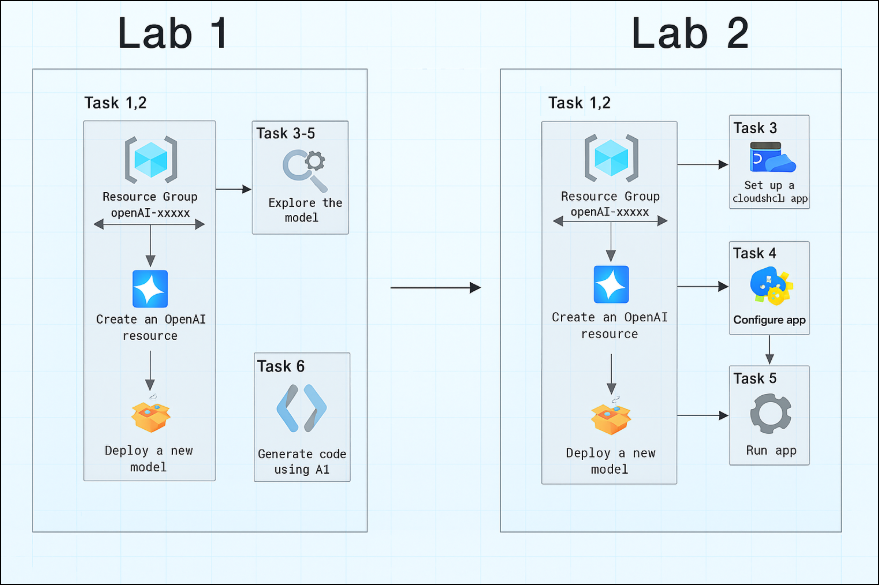 Lab 1
Task 1,2
Resource Group
openAI-xxxxx
Create an OpenAI
resource
Deploy a new
model
Task 3-5
Explore the
model
Task 6
Generate code
using A1
Lab 2
Task 1,2
Resource Group
openAI-xxxxx
Create an OpenAI
resource
Deploy a new
model
Task 3
Set up a
app
Task 4
Configure app
Task 5
Run app